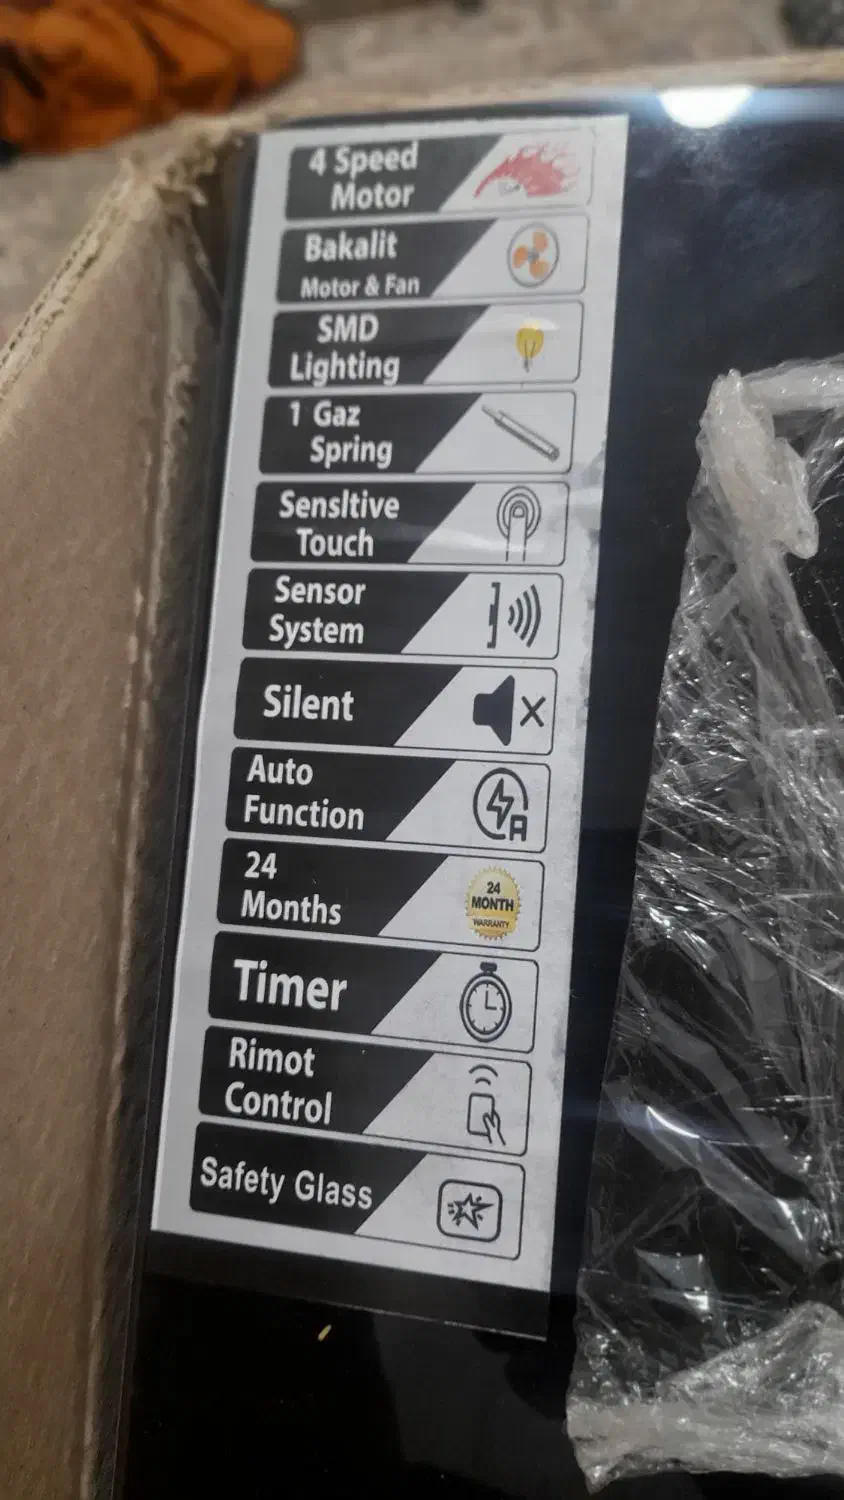 4 Speed
Motor
Bakalit
Motor & Fan
SMD
Lighting
1 Gaz
Spring
SensItive
Touch
Sensor
System
Silent
Auto
Function
A
24
Months
24
MONTH
WARRANTY
Timer
Rimot
Control
Safety Glass